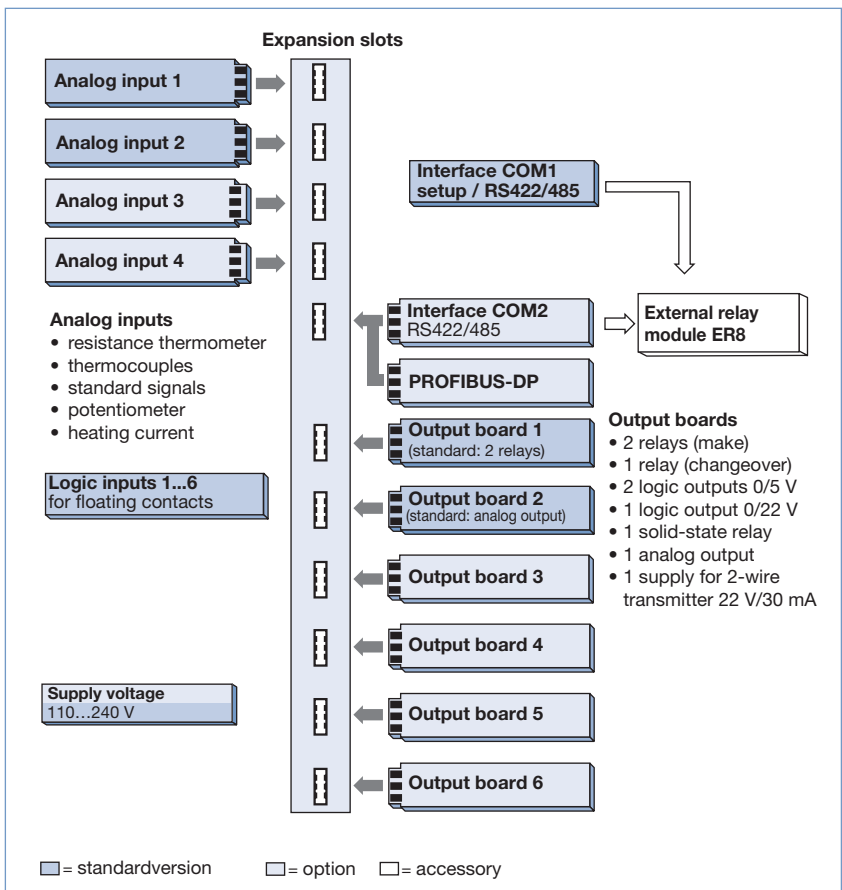 Expansion slots
Analog input 1
Analog input 2
Analog input 3
Analog input 4
Interface COM1
setup / RS422/485
Interface COM2
RS422/485
External relay
module ER8
PROFIBUS-DP
Analog inputs
• resistance thermometer
• thermocouples
• standard signals
• potentiometer
• heating current
Logic inputs 1...6
for floating contacts
Output board 1
(standard: 2 relays)
Output board 2
(standard: analog output)
Output board 3
Output board 4
Output board 5
Output board 6
Output boards
• 2 relays (make)
• 1 relay (changeover)
• 2 logic outputs 0/5 V
• 1 logic output 0/22 V
• 1 solid-state relay
• 1 analog output
• 1 supply for 2-wire
transmitter 22 V/30 mA
Supply voltage
110...240 V
= standardversion
= option
= accessory